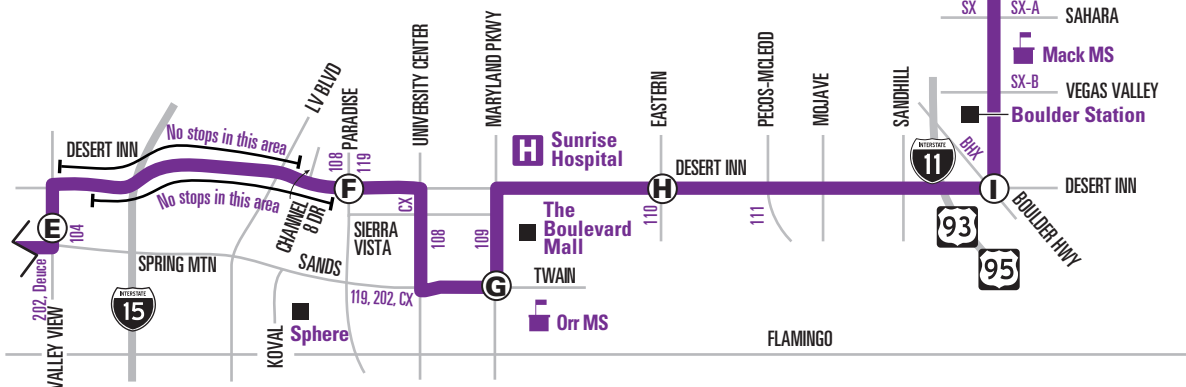 SX
SX-A
SAHARA
Mack MS
SX-B
VEGAS VALLEY
Boulder Station
BHX
INTERSTATE
11
DESERT INN
No stops in this area
No stops in this area
LV BLVD
CHANNEL
8 DR
PARADISE
108
119
F
UNIVERSITY CENTER
MARYLAND PKWY
H
Sunrise
Hospital
EASTERN
PECOS-MCLEOD
MOJAVE
SANDHILL
DESERT INN
H
I
DESERT INN
BOULDER HWY
93
95
E
104
202, Deuce
VALLEY VIEW
SPRING MTN
INTERSTATE
15
SANDS
KOVAL
Sphere
SIERRA
VISTA
CX
108
109
The
Boulevard
Mall
110
111
119, 202, CX
G
TWAIN
Orr MS
FLAMINGO